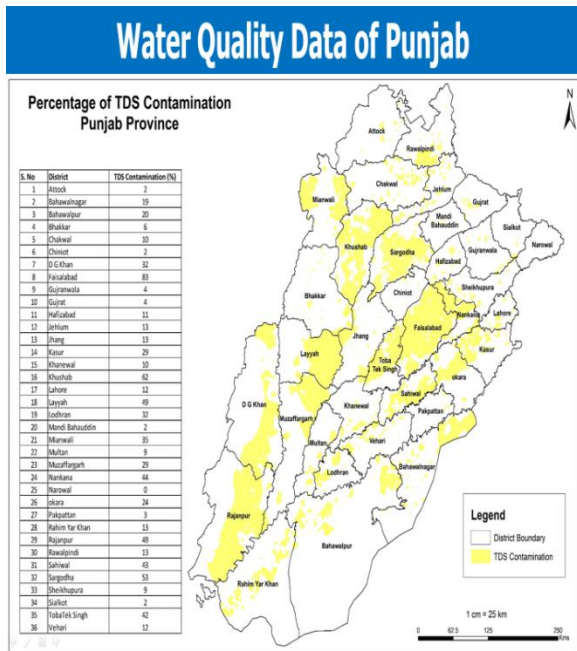 Water Quality Data of Punjab
Percentage of TDS Contamination
Punjab Province
S. No District TDS Contamination (%)
1 Attock 2
2 Bahawalnagar 19
3 Bahawalpur 20
4 Bhakkar 6
5 Chakwal 10
6 Chiniot 2
7 D G Khan 32
8 Faisalabad 83
9 Gujranwala 4
10 Gujrat 4
11 Hafizabad 11
12 Jehlum 13
13 Jhang 13
14 Kasur 29
15 Khanewal 10
16 Khushab 62
17 Lahore 12
18 Layyah 49
19 Lodhran 32
20 Mandi Bahauddin 2
21 Mianwali 35
22 Multan 9
23 Muzaffargarh 29
24 Nankana 44
25 Narowal 0
26 okara 24
27 Pakpattan 3
28 Rahim Yar Khan 13
29 Rajanpur 49
30 Rawalpindi 13
31 Sahiwal 43
32 Sargodha 53
33 Sheikhupura 9
34 Sialkot 2
35 TobaTek Singh 42
36 Vehari 12
N
Attock
Rawalpindi
Chakwal
Jehlum
Mianwali
Gujrat
Mandi
Bahauddin
Sialkot
Khushab
Narowal
Sargodha
Gujranwala
Hafizabad
Sheikhupura
Bhakkar
Chiniot
Nankana
Lahore
Faisalabad
Jhang
Kasur
Layyah
Toba
Tek Singh
okara
Sahiwal
D G Khan
Muzaffargarh
Khanewal
Pakpattan
Multan
Vehari
Lodhran
Bahawalnagar
Rajanpur
Bahawalpur
Rahim Yar Khan
Legend
District Boundary
TDS Contamination
1 cm = 25 km
0 62.5 125 250
Kms